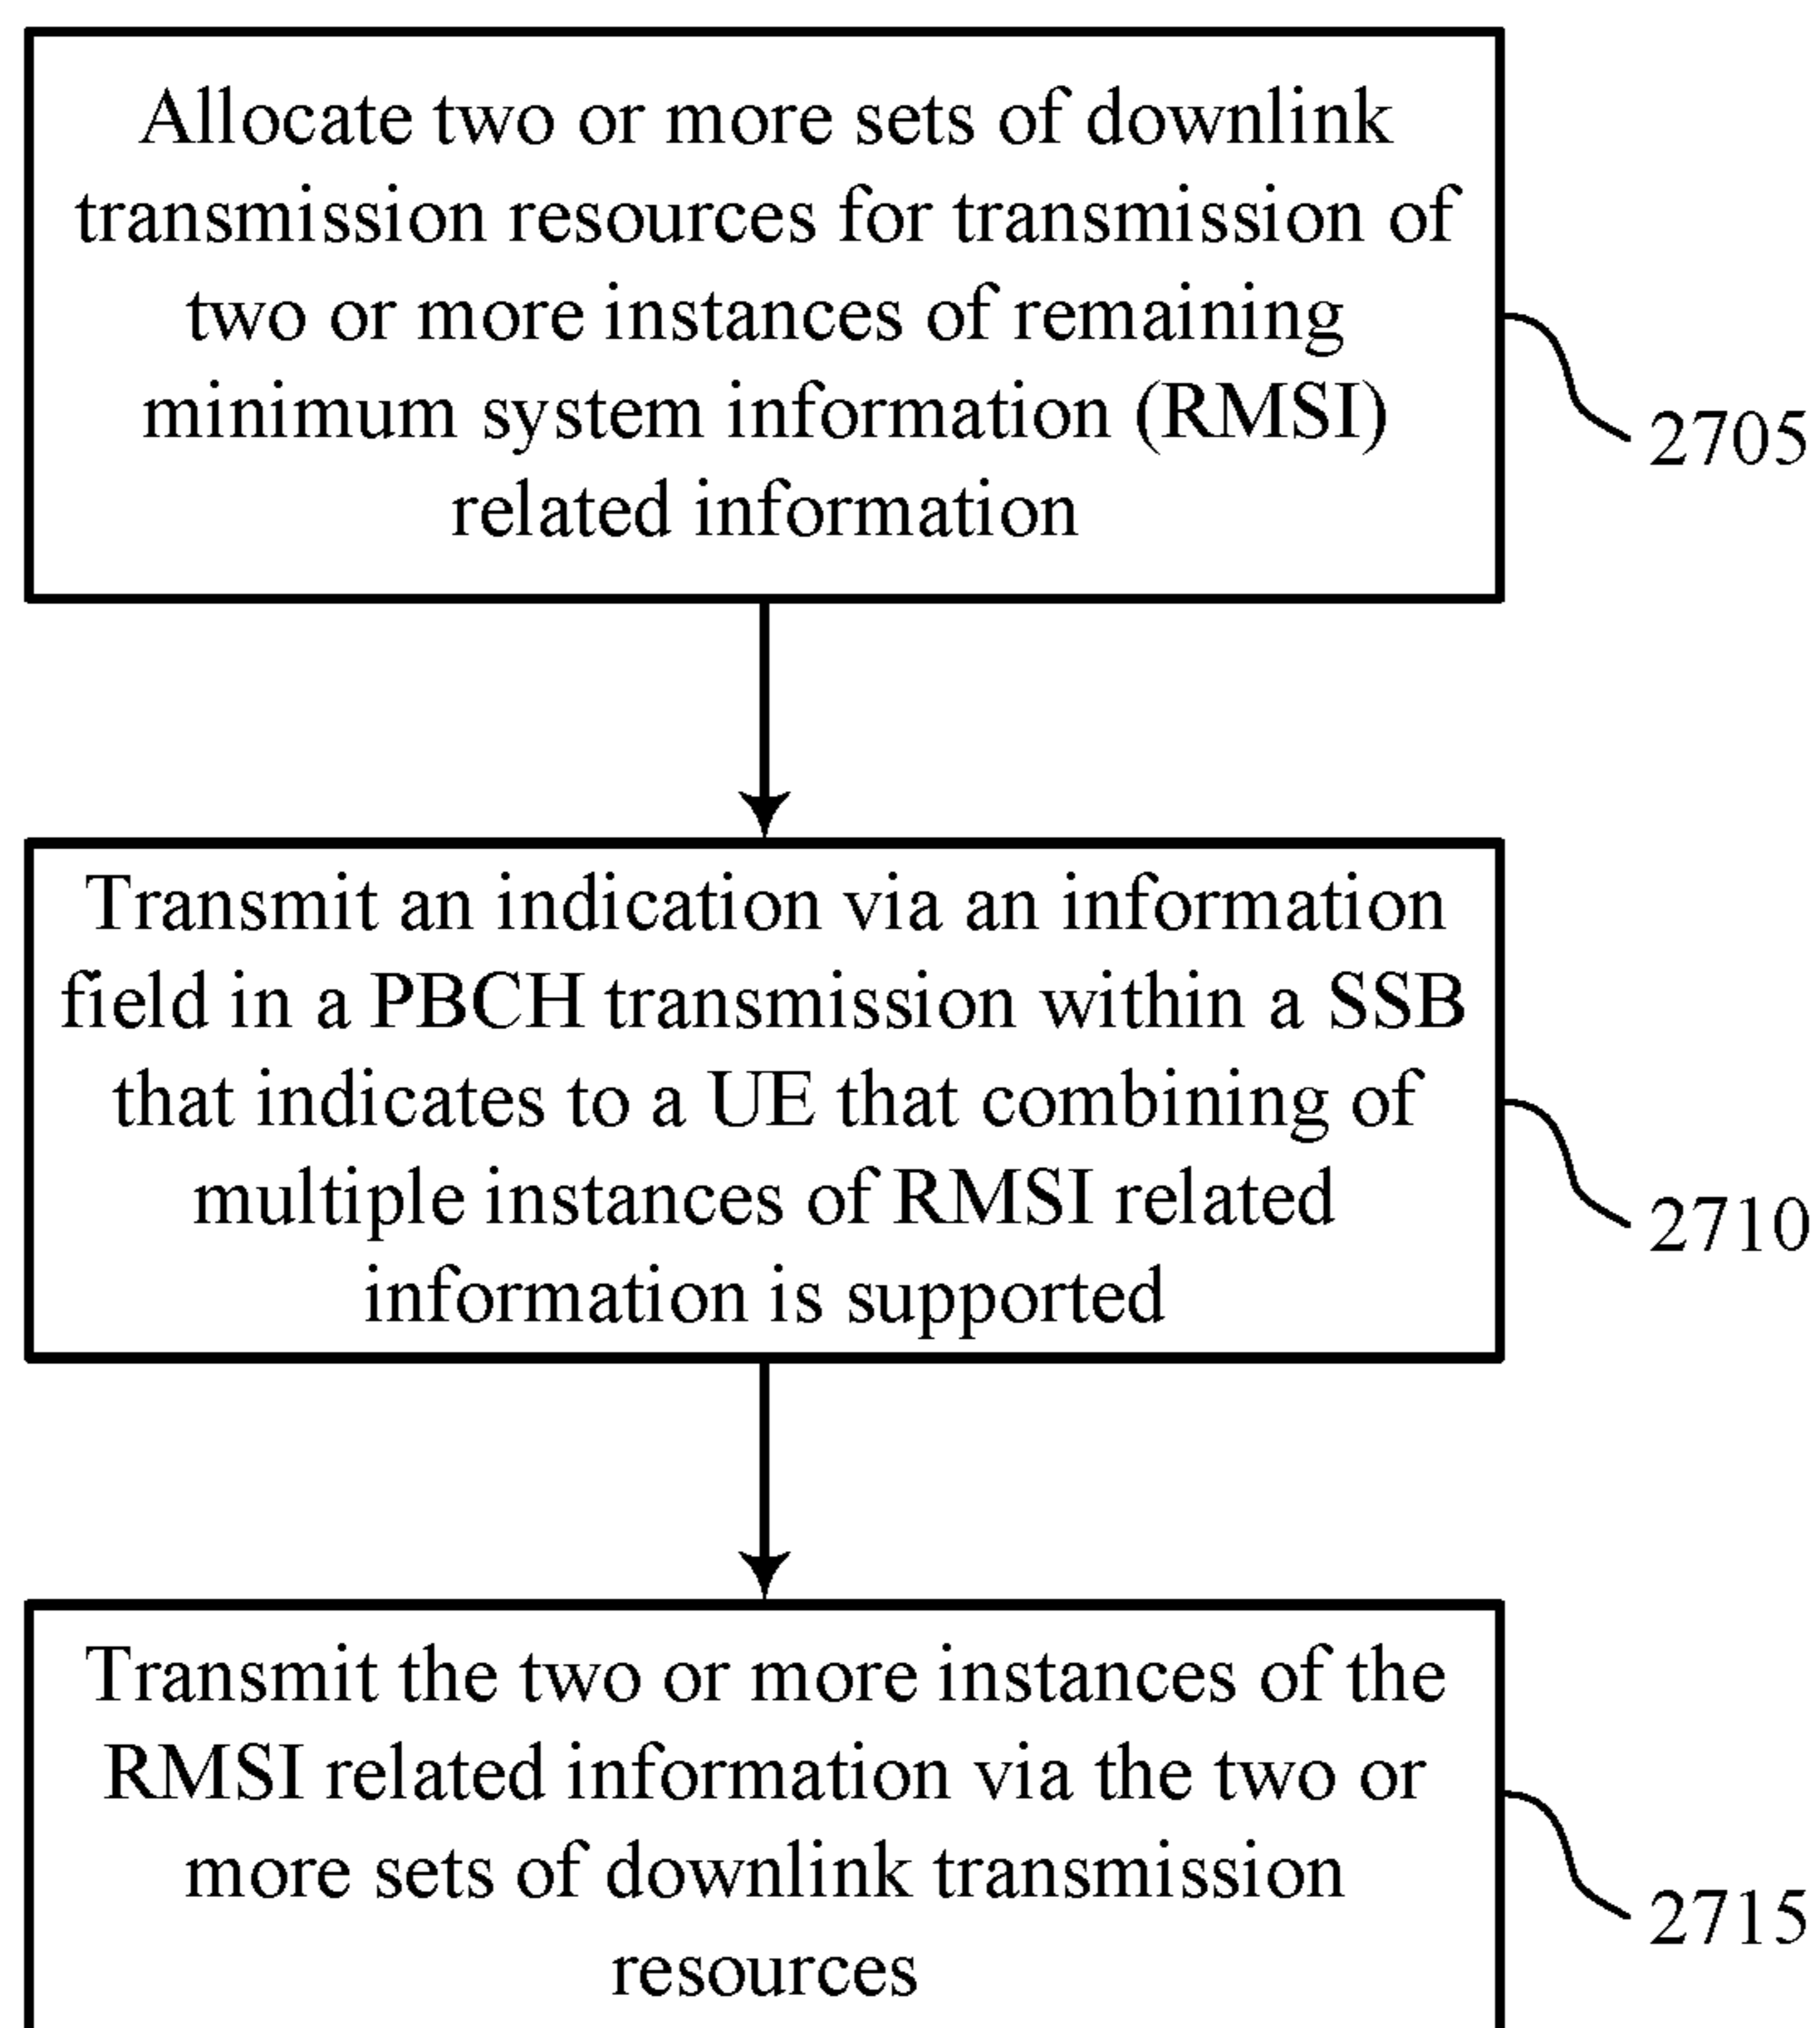 Allocate two or more sets of downlink
transmission resources for transmission of
two or more instances of remaining
minimum system information (RMSI)
related information
2705
Transmit an indication via an information
field in a PBCH transmission within a SSB
that indicates to a UE that combining of
multiple instances of RMSI related
information is supported
2710
Transmit the two or more instances of the
RMSI related information via the two or
more sets of downlink transmission
resources
2715